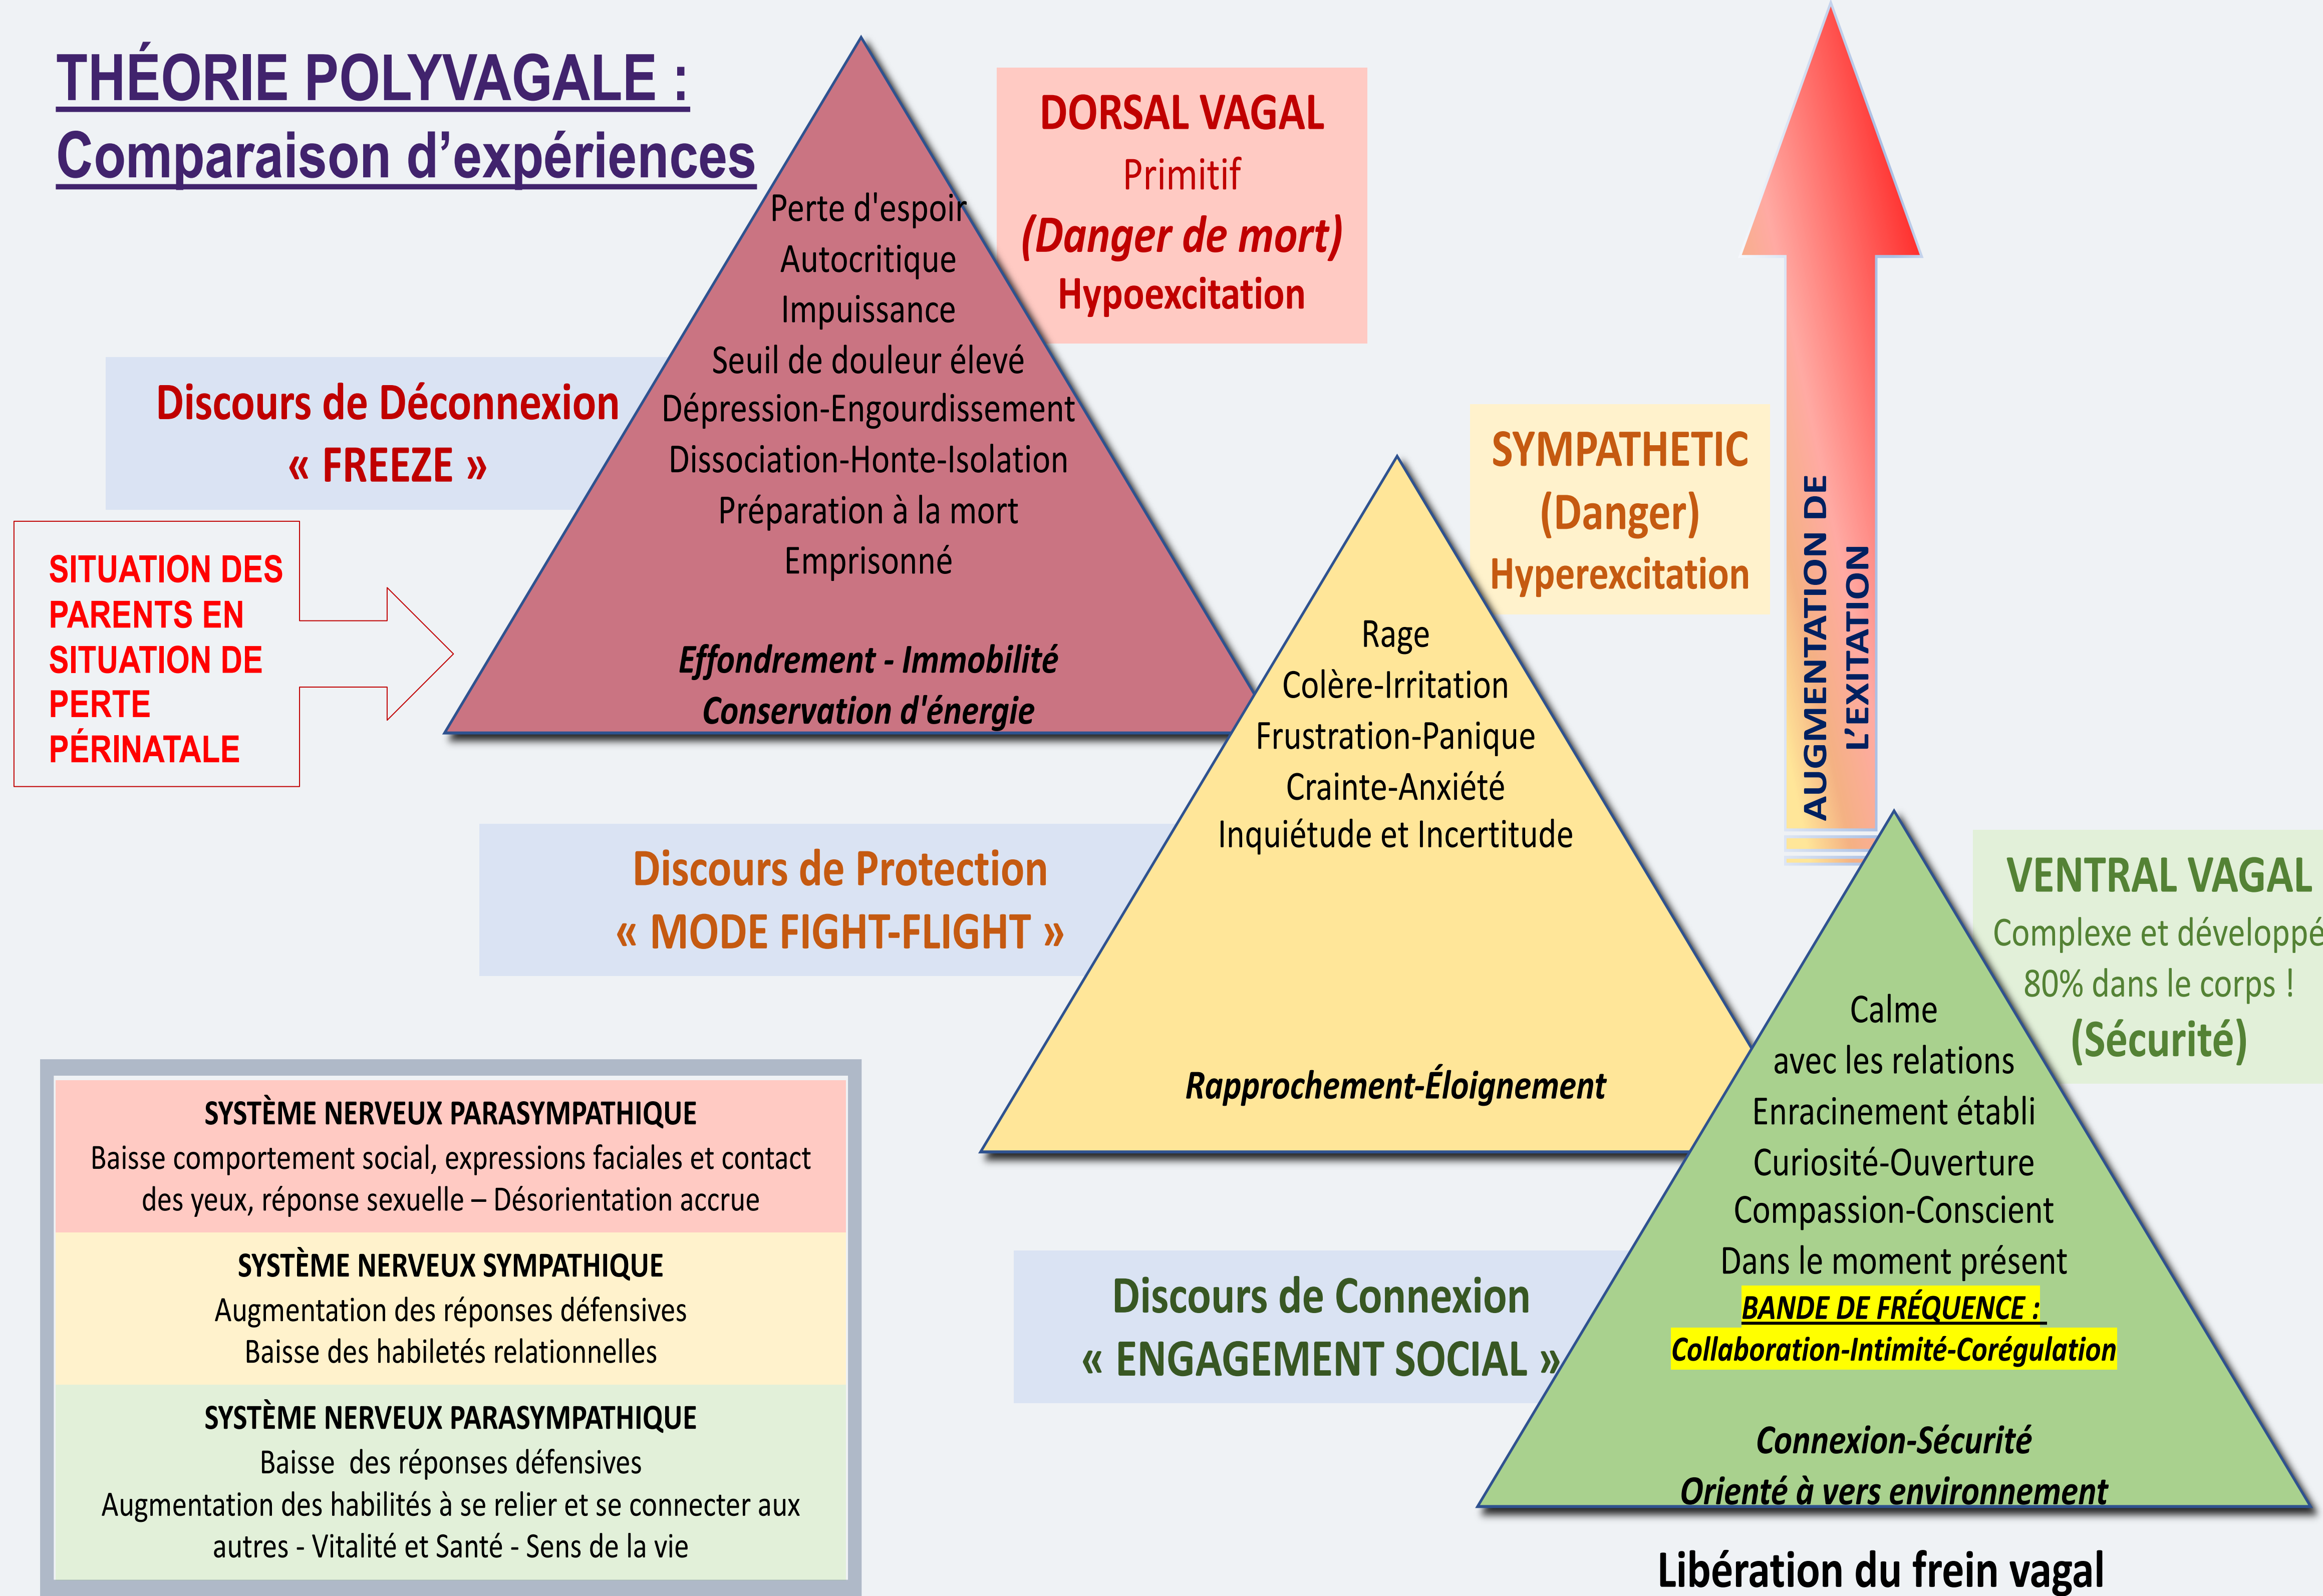 THÉORIE POLYVAGALE :
Comparaison d’expériences
DORSAL VAGAL
Primitif
(Danger de mort)
Hypoexcitation
Perte d'espoir
Autocritique
Impuissance
Seuil de douleur élevé
Dépression-Engourdissement
Dissociation-Honte-Isolation
Préparation à la mort
Emprisonné
Effondrement - Immobilité
Conservation d'énergie
Discours de Déconnexion
« FREEZE »
SITUATION DES
PARENTS EN
SITUATION DE
PERTE
PÉRINATALE
SYMPATHETIC
(Danger)
Hyperexcitation
AUGMENTATION DE
L’EXITATION
Rage
Colère-Irritation
Frustration-Panique
Crainte-Anxiété
Inquiétude et Incertitude
Rapprochement-Éloignement
Discours de Protection
« MODE FIGHT-FLIGHT »
VENTRAL VAGAL
Complexe et développé
80% dans le corps !
(Sécurité)
Calme
avec les relations
Enracinement établi
Curiosité-Ouverture
Compassion-Conscient
Dans le moment présent
BANDE DE FRÉQUENCE :
Collaboration-Intimité-Corégulation
Connexion-Sécurité
Orienté à vers environnement
Discours de Connexion
« ENGAGEMENT SOCIAL »
Libération du frein vagal
SYSTÈME NERVEUX PARASYMPATHIQUE
Baisse comportement social, expressions faciales et contact
des yeux, réponse sexuelle – Désorientation accrue
SYSTÈME NERVEUX SYMPATHIQUE
Augmentation des réponses défensives
Baisse des habiletés relationnelles
SYSTÈME NERVEUX PARASYMPATHIQUE
Baisse  des réponses défensives
Augmentation des habilités à se relier et se connecter aux
autres - Vitalité et Santé - Sens de la vie